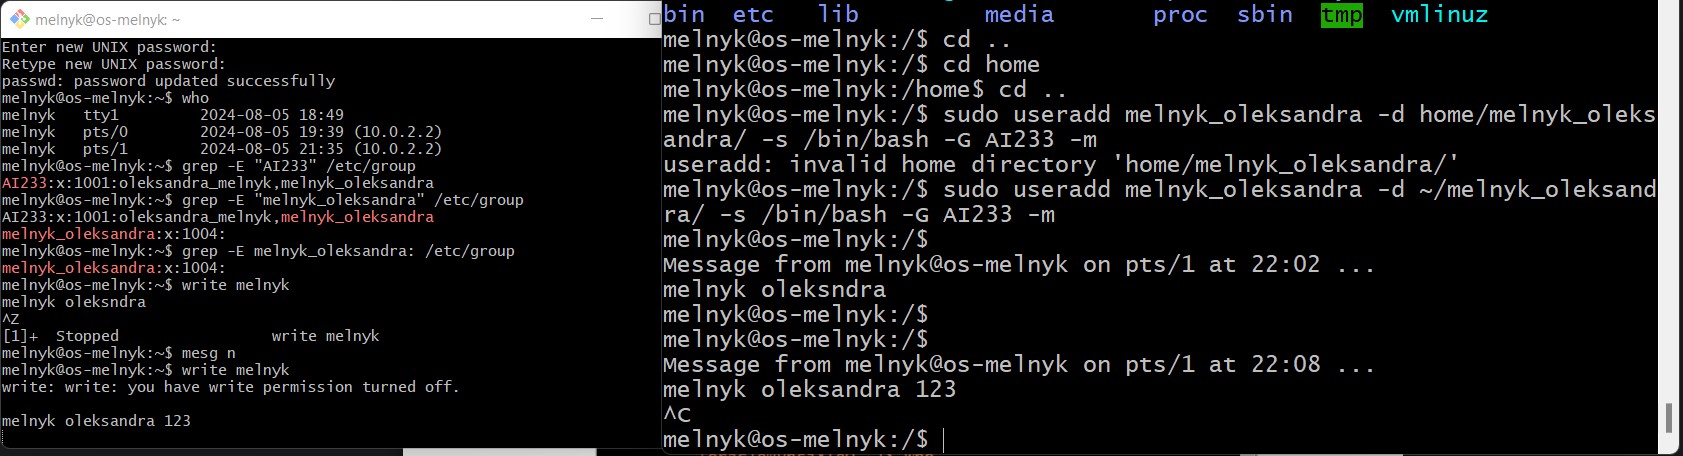 melnyk@os-melnyk: ~
Enter new UNIX password:
Retype new UNIX password:
passwd: password updated successfully
melnyk@os-melnyk:~$ who
melnyk   tty1         2024-08-05 18:49
melnyk   pts/0        2024-08-05 19:39 (10.0.2.2)
melnyk   pts/1        2024-08-05 21:35 (10.0.2.2)
melnyk@os-melnyk:~$ grep -E "AI233" /etc/group
AI233:x:1001:oleksandra_melnyk,melnyk_oleksandra
melnyk@os-melnyk:~$ grep -E "melnyk_oleksandra" /etc/group
AI233:x:1001:oleksandra_melnyk,melnyk_oleksandra
melnyk_oleksandra:x:1004:
melnyk@os-melnyk:~$ grep -E melnyk_oleksandra: /etc/group
melnyk_oleksandra:x:1004:
melnyk@os-melnyk:~$ write melnyk
melnyk oleksndra
^Z
[1]+  Stopped                 write melnyk
melnyk@os-melnyk:~$ mesg n
melnyk@os-melnyk:~$ write melnyk
write: write: you have write permission turned off.
melnyk oleksandra 123
bin  etc   lib         media       proc  sbin  tmp  vmlinuz
melnyk@os-melnyk:/$ cd ..
melnyk@os-melnyk:/$ cd home
melnyk@os-melnyk:/home$ cd ..
melnyk@os-melnyk:/$ sudo useradd melnyk_oleksandra -d home/melnyk_oleks
andra/ -s /bin/bash -G AI233 -m
useradd: invalid home directory 'home/melnyk_oleksandra/'
melnyk@os-melnyk:/$ sudo useradd melnyk_oleksandra -d ~/melnyk_oleksand
ra/ -s /bin/bash -G AI233 -m
melnyk@os-melnyk:/$
Message from melnyk@os-melnyk on pts/1 at 22:02 ...
melnyk oleksndra
melnyk@os-melnyk:/$
melnyk@os-melnyk:/$
Message from melnyk@os-melnyk on pts/1 at 22:08 ...
melnyk oleksandra 123
^C
melnyk@os-melnyk:/$